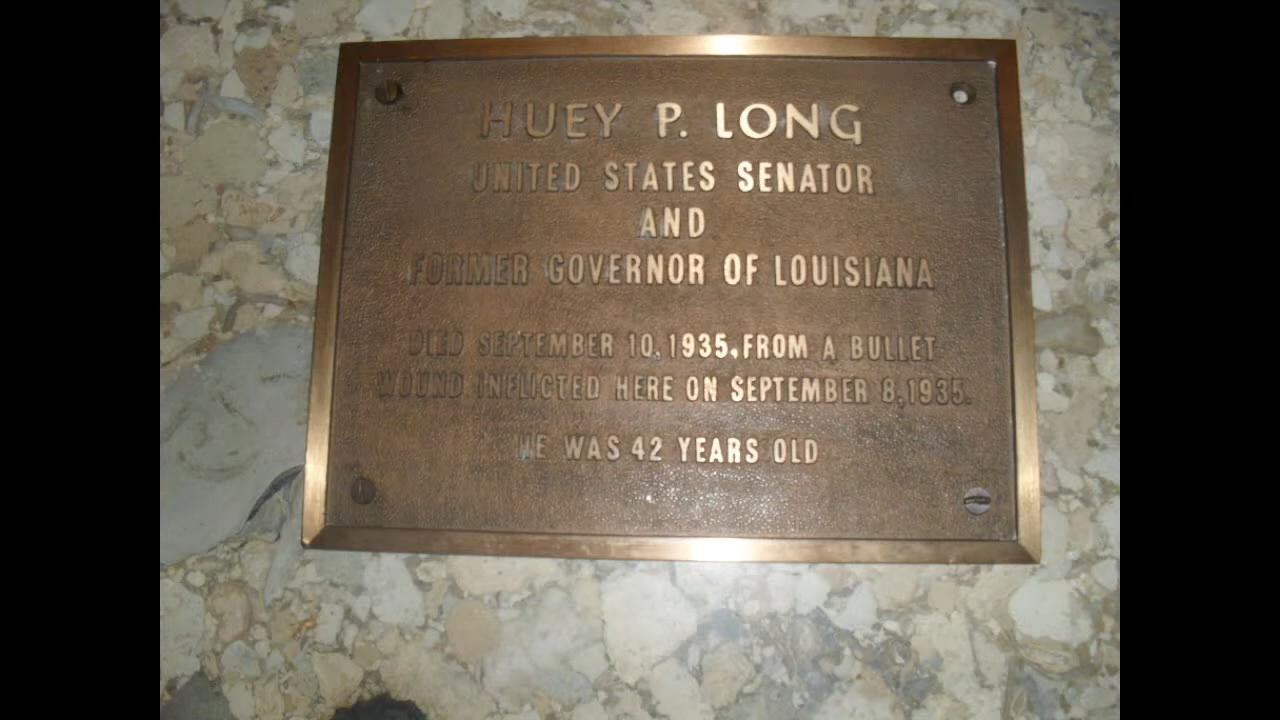 HUEY P. LONG
UNITED STATES SENATOR
AND
FORMER GOVERNOR OF LOUISIANA
DIED SEPTEMBER 10, 1935, FROM A BULLET
WOUND INFLICTED HERE ON SEPTEMBER 8, 1935.
HE WAS 42 YEARS OLD